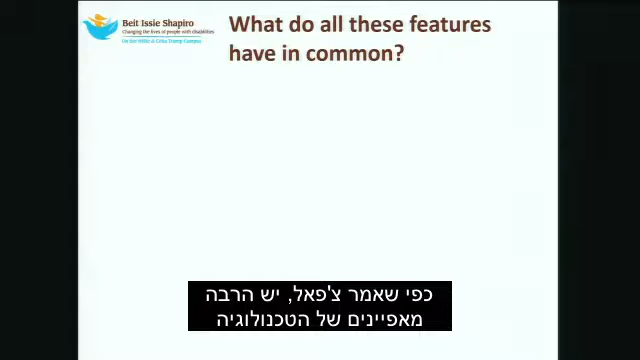 Beit Issie Shapiro
Changing the lives of people with disabilities
What do all these features
have in common?
כפי שאמר צ'פאל, יש הרבה
מאפיינים של הטכנולוגיה